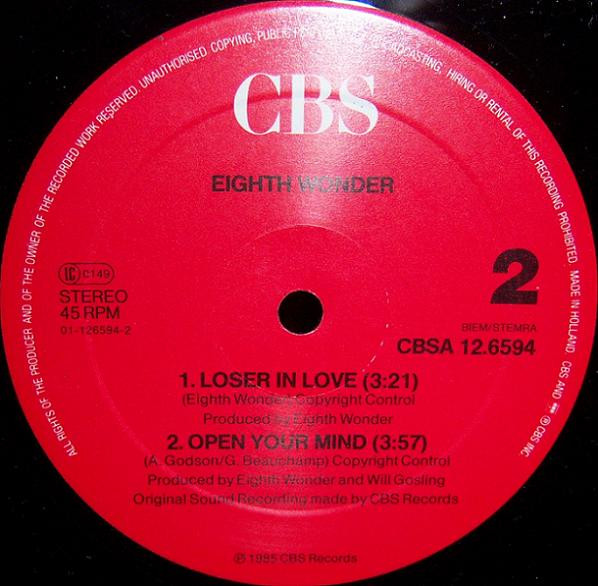 ALL RIGHTS OF THE PRODUCER AND OF THE OWNER OF THE RECORDED WORK RESERVED. UNAUTHORISED COPYING, PUBLIC BROADCASTING, HIRING OR RENTAL OF THIS RECORDING PROHIBITED. MADE IN HOLLAND CBS AND ℗ CBS INC
CBS
EIGHTH WONDER
LC 0149
STEREO
45 RPM
01-126594-2
2
BIEM/STEMRA
CBSA 12.6594
1. LOSER IN LOVE (3:21)
(Eighth Wonder) Copyright Control
Produced by Eighth Wonder
2. OPEN YOUR MIND (3:57)
(A. Godson/G. Beauchamp) Copyright Control
Produced by Eighth Wonder and Will Gosling
Original Sound Recording made by CBS Records
℗ 1985 CBS Records